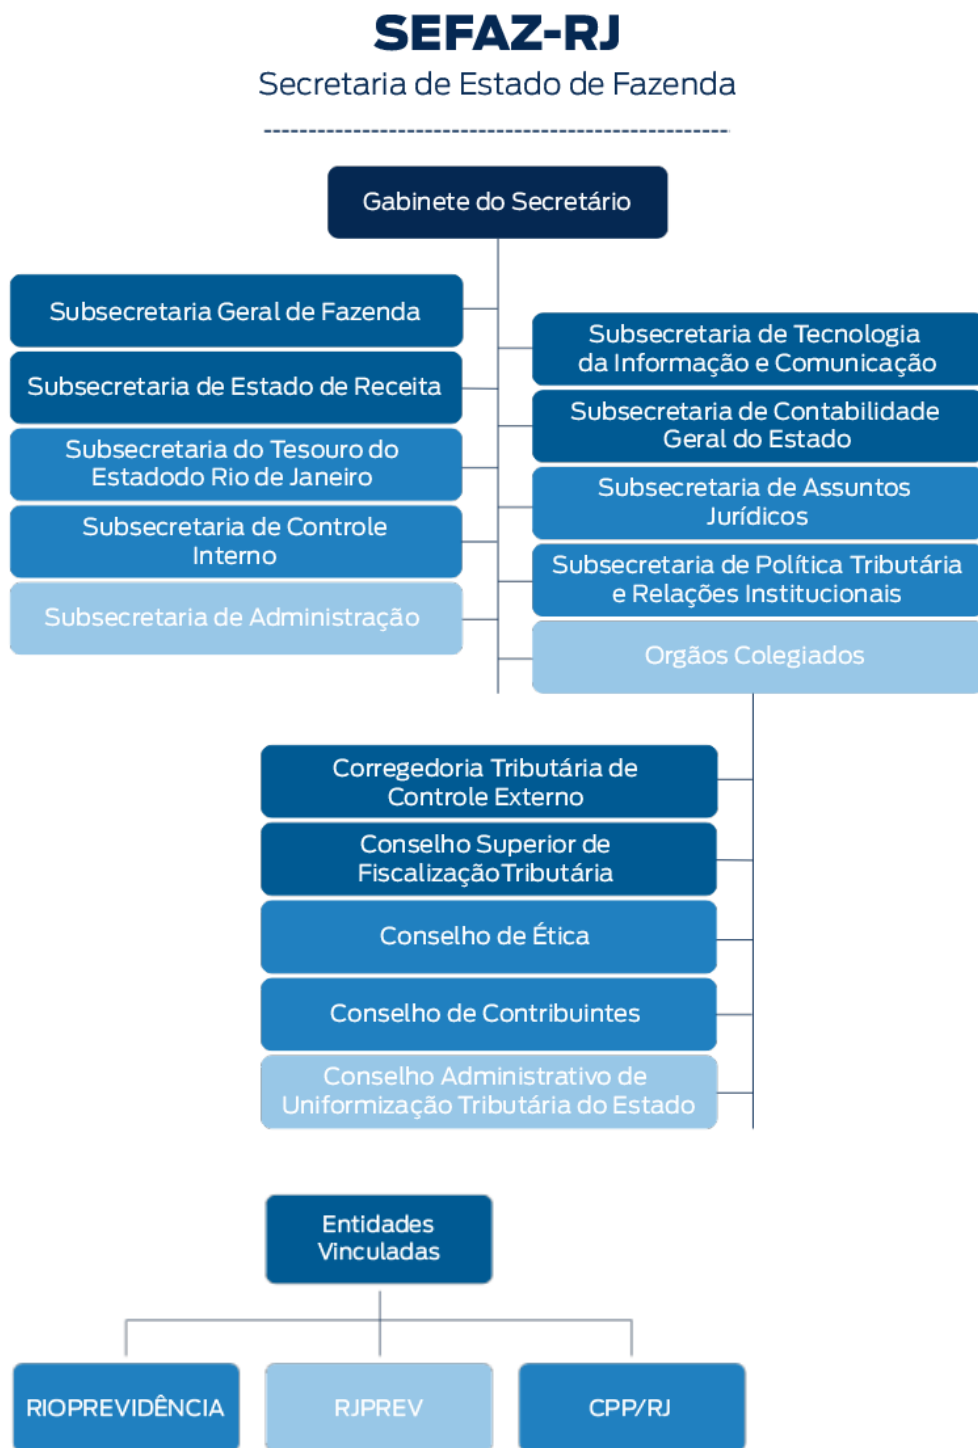 SEFAZ-RJ
Secretaria de Estado de Fazenda
Gabinete do Secretário
Subsecretaria Geral de Fazenda
Subsecretaria de Estado de Receita
Subsecretaria do Tesouro do
Estadodo Rio de Janeiro
Subsecretaria de Controle
Interno
Subsecretaria de Administração
Subsecretaria de Tecnologia
da Informação e Comunicação
Subsecretaria de Contabilidade
Geral do Estado
Subsecretaria de Assuntos
Jurídicos
Subsecretaria de Política Tributária
e Relações Institucionais
Orgãos Colegiados
Corregedoria Tributária de
Controle Externo
Conselho Superior de
FiscalizaçãoTributária
Conselho de Ética
Conselho de Contribuintes
Conselho Administrativo de
Uniformização Tributária do Estado
Entidades
Vinculadas
RIOPREVIDÊNCIA
RJPREV
CPP/RJ